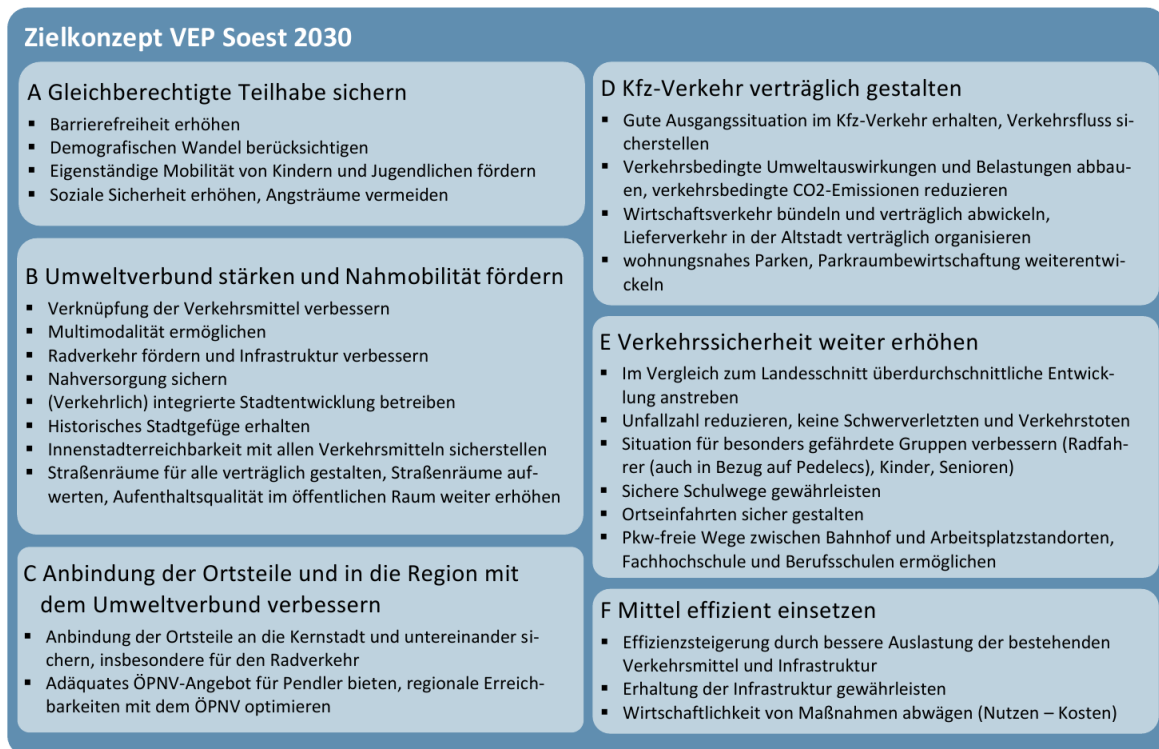 Zielkonzept VEP Soest 2030
A Gleichberechtigte Teilhabe sichern
▪ Barrierefreiheit erhöhen
▪ Demografischen Wandel berücksichtigen
▪ Eigenständige Mobilität von Kindern und Jugendlichen fördern
▪ Soziale Sicherheit erhöhen, Angsträume vermeiden
B Umweltverbund stärken und Nahmobilität fördern
▪ Verknüpfung der Verkehrsmittel verbessern
▪ Multimodalität ermöglichen
▪ Radverkehr fördern und Infrastruktur verbessern
▪ Nahversorgung sichern
▪ (Verkehrlich) integrierte Stadtentwicklung betreiben
▪ Historisches Stadtgefüge erhalten
▪ Innenstadterreichbarkeit mit allen Verkehrsmitteln sicherstellen
▪ Straßenräume für alle verträglich gestalten, Straßenräume auf-
werten, Aufenthaltsqualität im öffentlichen Raum weiter erhöhen
C Anbindung der Ortsteile und in die Region mit
dem Umweltverbund verbessern
▪ Anbindung der Ortsteile an die Kernstadt und untereinander si-
chern, insbesondere für den Radverkehr
▪ Adäquates ÖPNV-Angebot für Pendler bieten, regionale Erreich-
barkeiten mit dem ÖPNV optimieren
D Kfz-Verkehr verträglich gestalten
▪ Gute Ausgangssituation im Kfz-Verkehr erhalten, Verkehrsfluss si-
cherstellen
▪ Verkehrsbedingte Umweltauswirkungen und Belastungen abbau-
en, verkehrsbedingte CO2-Emissionen reduzieren
▪ Wirtschaftsverkehr bündeln und verträglich abwickeln,
Lieferverkehr in der Altstadt verträglich organisieren
▪ wohnungsnahes Parken, Parkraumbewirtschaftung weiterentwi-
ckeln
E Verkehrssicherheit weiter erhöhen
▪ Im Vergleich zum Landesschnitt überdurchschnittliche Entwick-
lung anstreben
▪ Unfallzahl reduzieren, keine Schwerverletzten und Verkehrstoten
▪ Situation für besonders gefährdete Gruppen verbessern (Radfah-
rer (auch in Bezug auf Pedelecs), Kinder, Senioren)
▪ Sichere Schulwege gewährleisten
▪ Ortseinfahrten sicher gestalten
▪ Pkw-freie Wege zwischen Bahnhof und Arbeitsplatzstandorten,
Fachhochschule und Berufsschulen ermöglichen
F Mittel effizient einsetzen
▪ Effizienzsteigerung durch bessere Auslastung der bestehenden
Verkehrsmittel und Infrastruktur
▪ Erhaltung der Infrastruktur gewährleisten
▪ Wirtschaftlichkeit von Maßnahmen abwägen (Nutzen – Kosten)